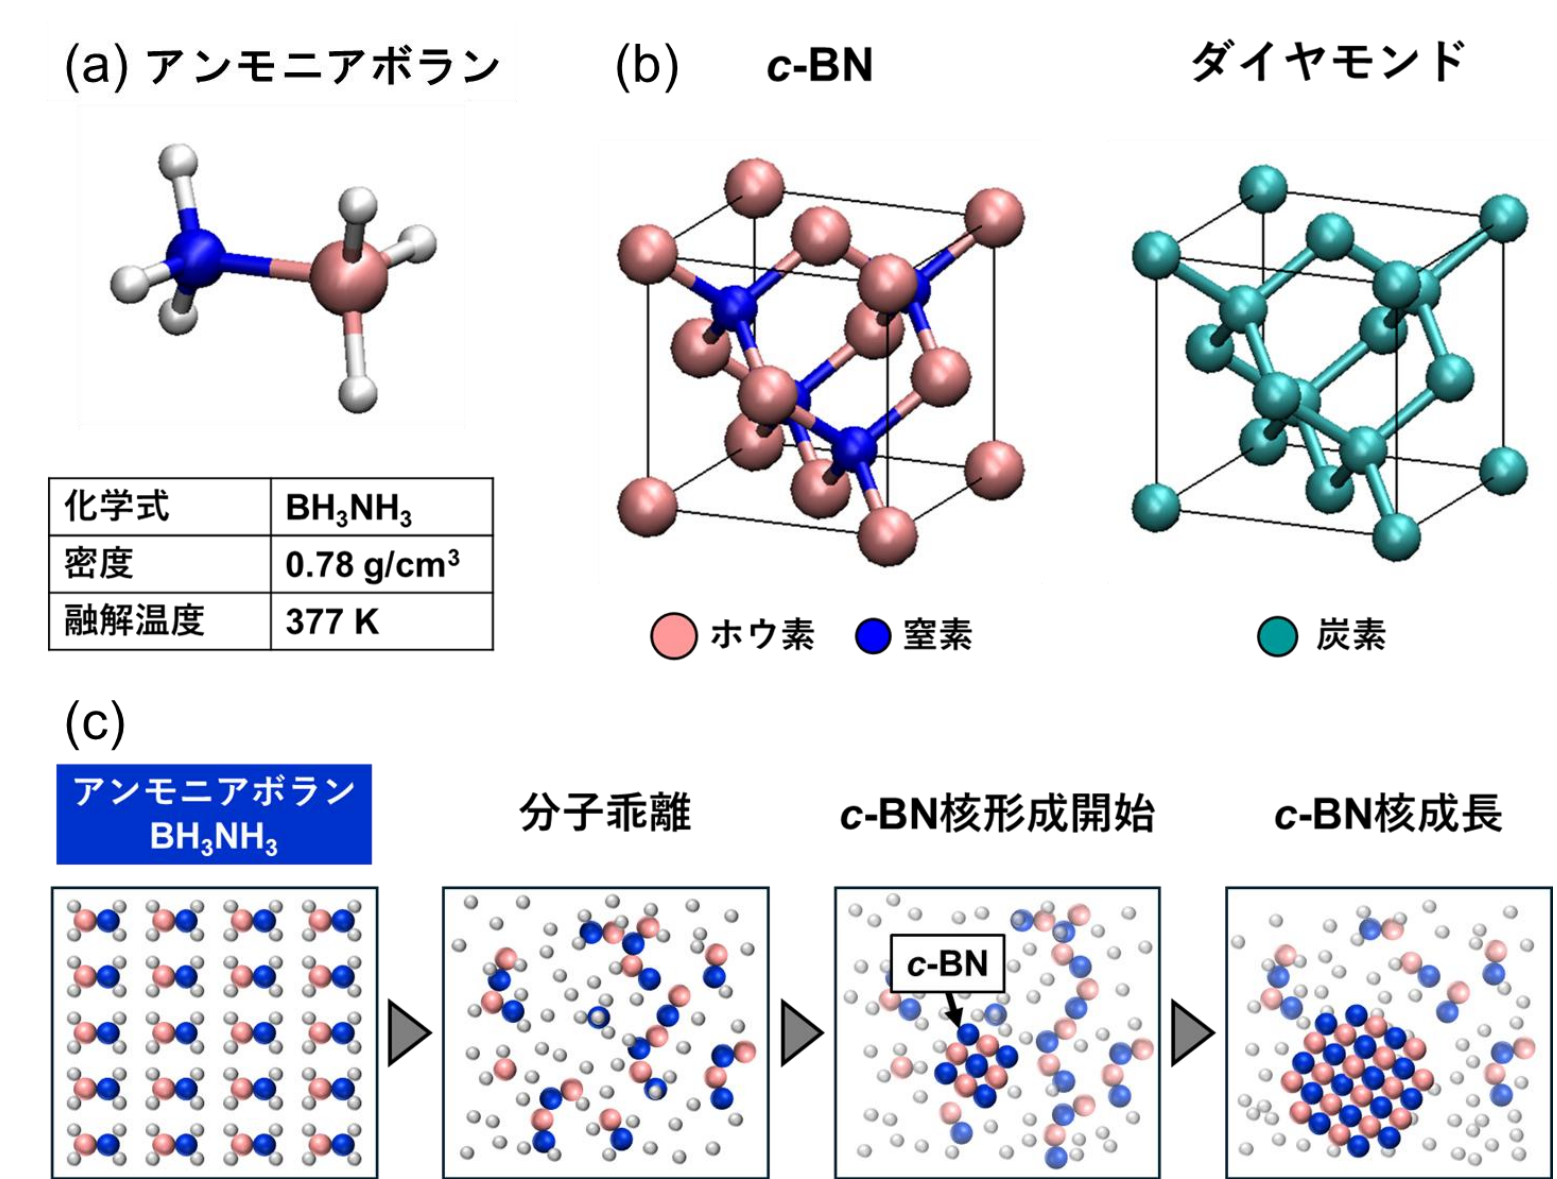 (a) アンモニアボラン
(b) c-BN ダイヤモンド
化学式 BH₃NH₃
密度 0.78 g/cm³
融解温度 377 K
ホウ素 窒素 炭素
(c)
アンモニアボラン
BH₃NH₃
分子乖離
c-BN核形成開始
c-BN核成長
c-BN